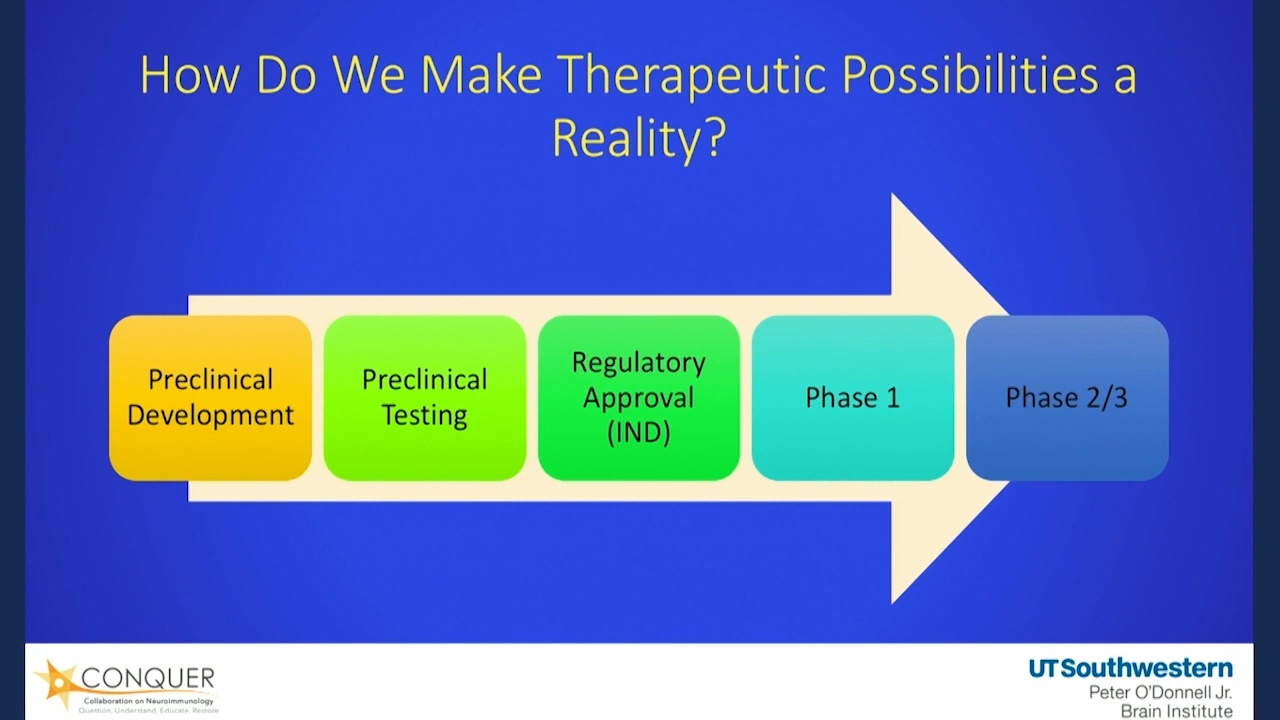 How Do We Make Therapeutic Possibilities a
Reality?
Preclinical
Development
Preclinical
Testing
Regulatory
Approval
(IND)
Phase 1
Phase 2/3
CONQUER
Collaboration on Neuroimmunology
Question, Understand, Educate, Restore
UTSouthwestern
Peter O'Donnell Jr.
Brain Institute